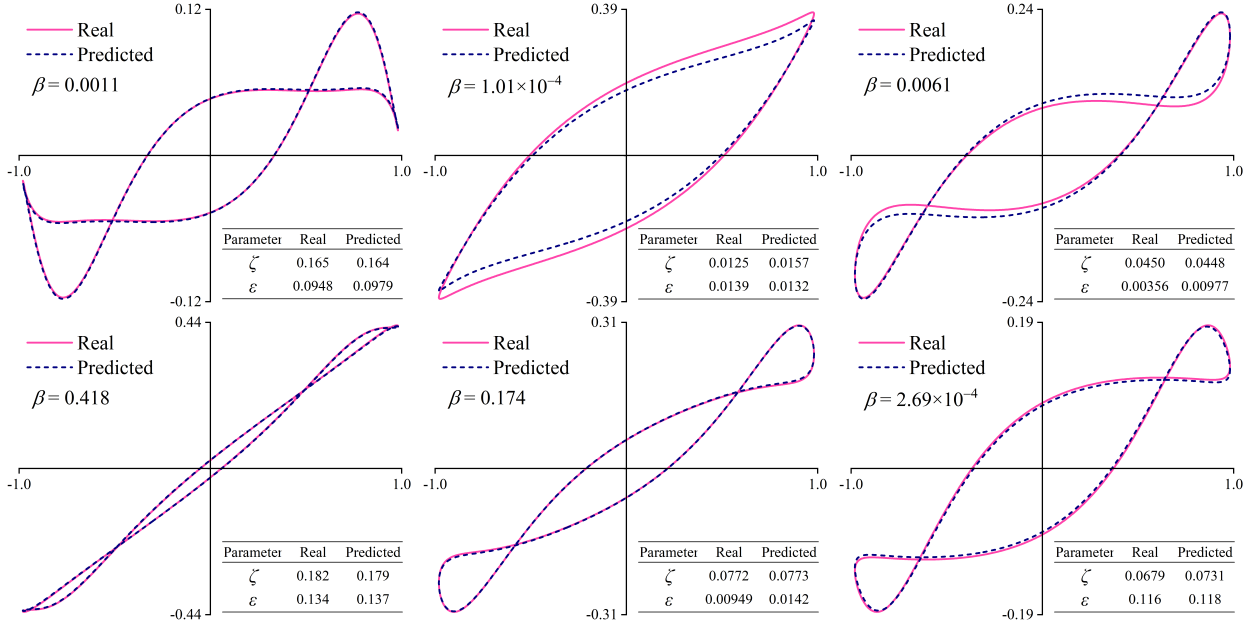 0.12
Real
Predicted
β = 0.0011
-1.0
1.0
Parameter Real Predicted
ζ 0.165 0.164
ε 0.0948 0.0979
-0.12
0.39
Real
Predicted
β = 1.01×10⁻⁴
-1.0
1.0
Parameter Real Predicted
ζ 0.0125 0.0157
ε 0.0139 0.0132
-0.39
0.24
Real
Predicted
β = 0.0061
-1.0
1.0
Parameter Real Predicted
ζ 0.0450 0.0448
ε 0.00356 0.00977
-0.24
0.44
Real
Predicted
β = 0.418
-1.0
1.0
Parameter Real Predicted
ζ 0.182 0.179
ε 0.134 0.137
-0.44
0.31
Real
Predicted
β = 0.174
-1.0
1.0
Parameter Real Predicted
ζ 0.0772 0.0773
ε 0.00949 0.0142
-0.31
0.19
Real
Predicted
β = 2.69×10⁻⁴
-1.0
1.0
Parameter Real Predicted
ζ 0.0679 0.0731
ε 0.116 0.118
-0.19